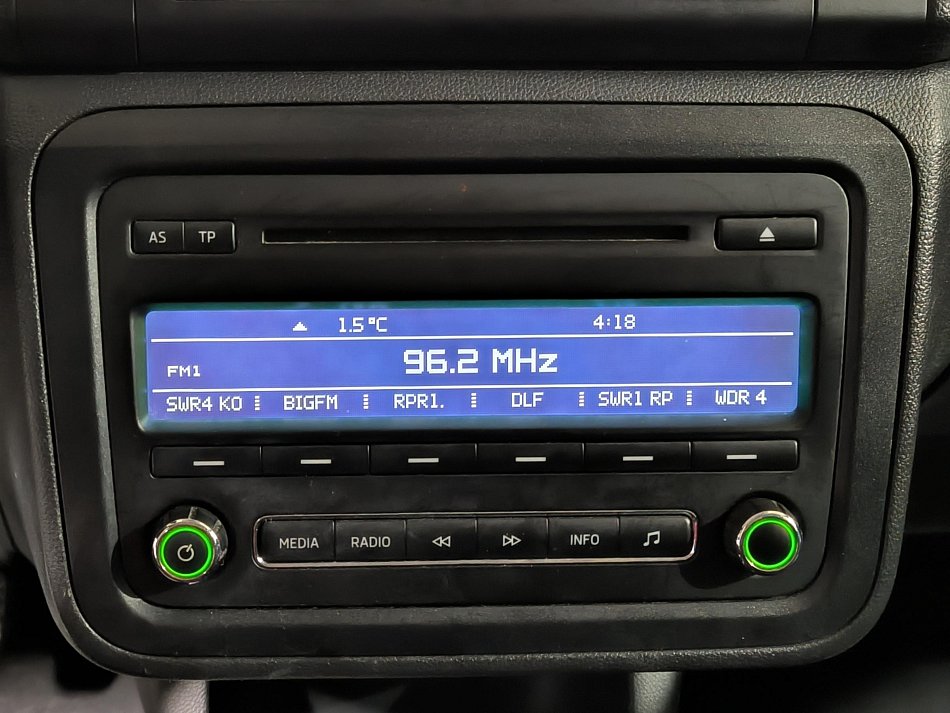 AS TP
1.5 °C 4:18
FM1 96.2 MHz
SWR4 KO BIGFM RPR1. DLF SWR1 RP WDR 4
MEDIA RADIO INFO